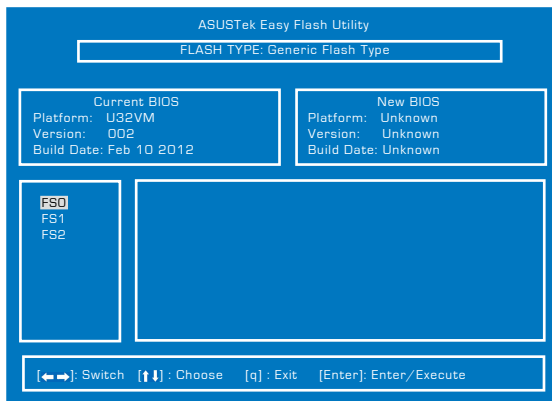 ASUSTek Easy Flash Utility
FLASH TYPE: Generic Flash Type
Current BIOS
Platform: U32VM
Version: 002
Build Date: Feb 10 2012
New BIOS
Platform: Unknown
Version: Unknown
Build Date: Unknown
FS0
FS1
FS2
[←→]: Switch [↑↓] : Choose [q] : Exit [Enter]: Enter/Execute